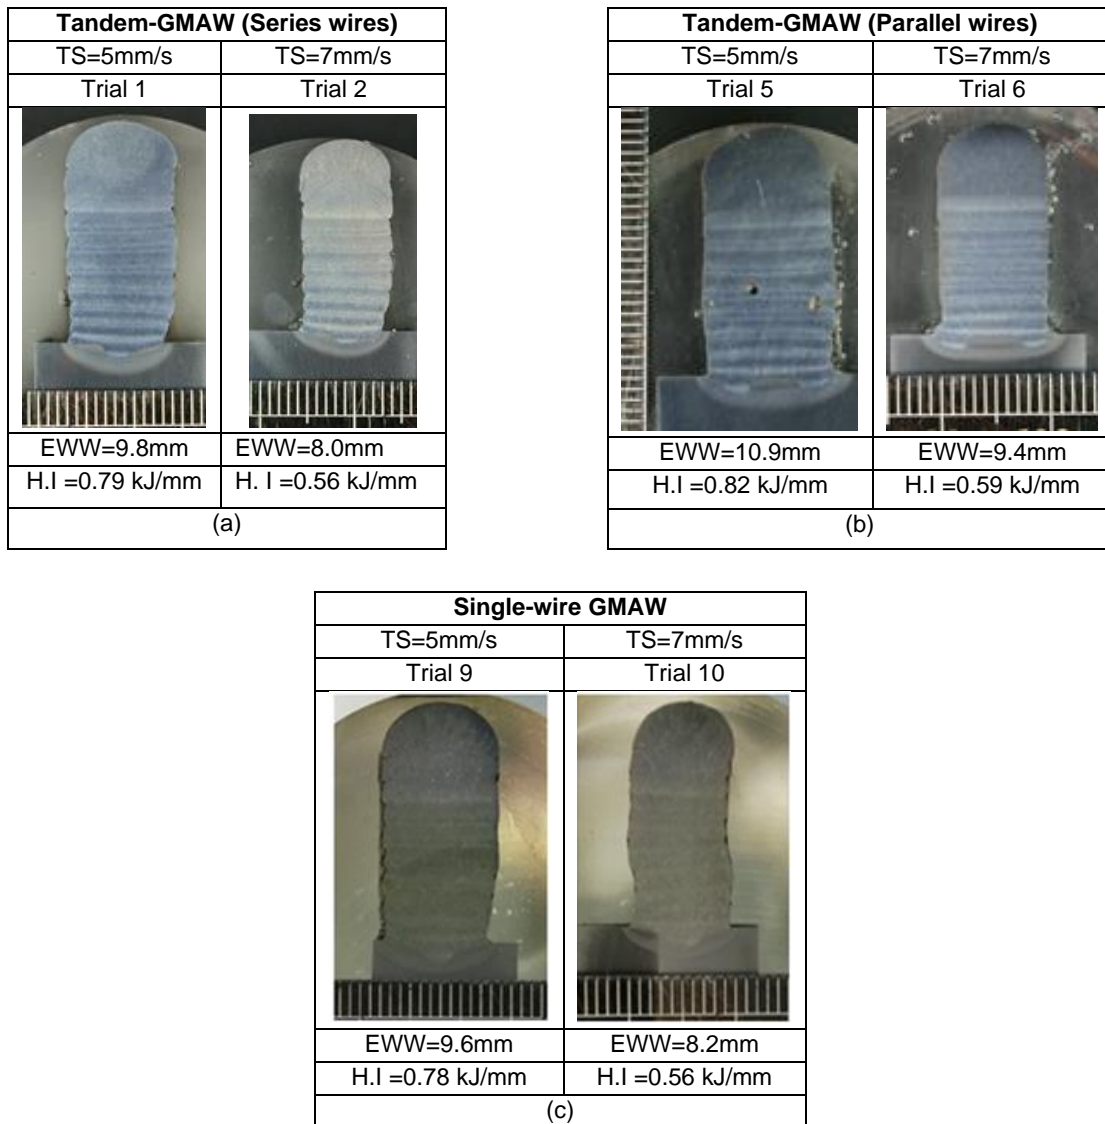 Tandem-GMAW (Series wires)
TS=5mm/s TS=7mm/s
Trial 1 Trial 2
EWW=9.8mm EWW=8.0mm
H.I =0.79 kJ/mm H. I =0.56 kJ/mm
(a)
Tandem-GMAW (Parallel wires)
TS=5mm/s TS=7mm/s
Trial 5 Trial 6
EWW=10.9mm EWW=9.4mm
H.I =0.82 kJ/mm H.I =0.59 kJ/mm
(b)
Single-wire GMAW
TS=5mm/s TS=7mm/s
Trial 9 Trial 10
EWW=9.6mm EWW=8.2mm
H.I =0.78 kJ/mm H.I =0.56 kJ/mm
(c)